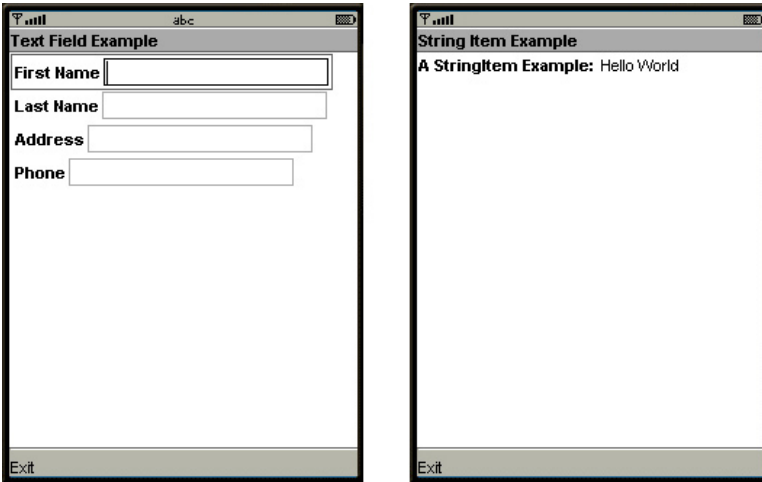 abc
Text Field Example
First Name
Last Name
Address
Phone
Exit
String Item Example
A StringItem Example: Hello World
Exit